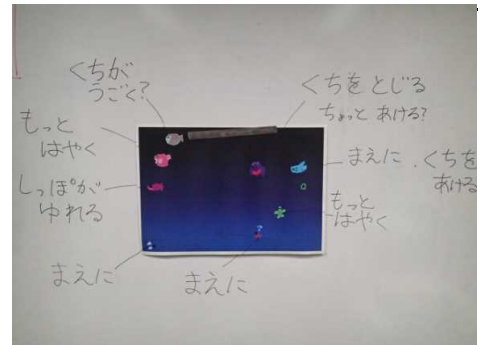 くちが
うごく?
くちをとじる
ちょっと あける?
もっと
はやく
まえに . くちを
あける
しっぽが
ゆれる
もっと
はやく
まえに
まえに